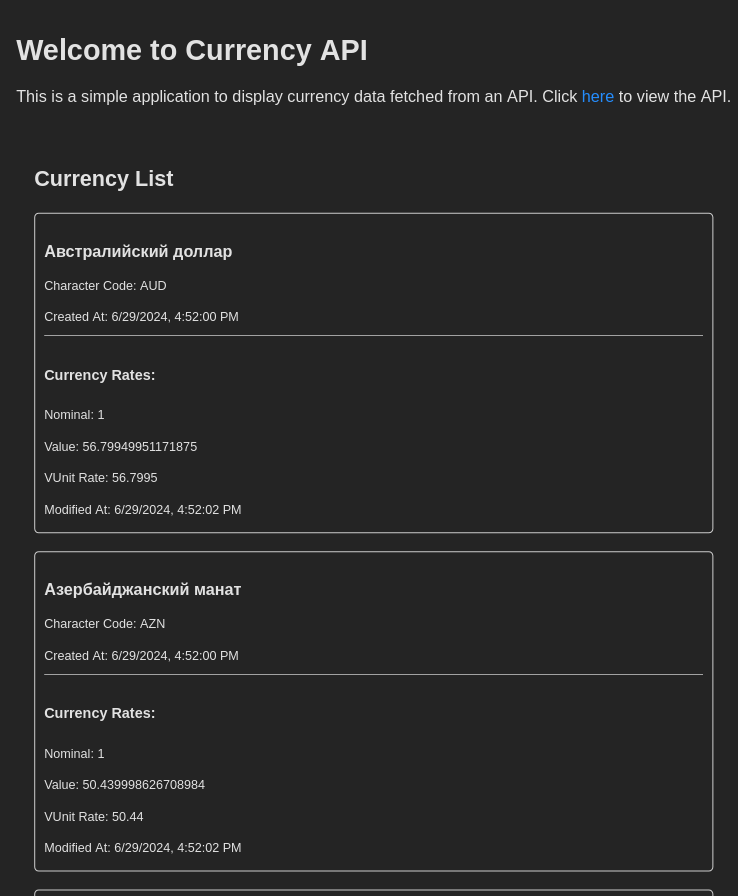 Welcome to Currency API
This is a simple application to display currency data fetched from an API. Click here to view the API.
Currency List
Австралийский доллар
Character Code: AUD
Created At: 6/29/2024, 4:52:00 PM
Currency Rates:
Nominal: 1
Value: 56.79949951171875
VUnit Rate: 56.7995
Modified At: 6/29/2024, 4:52:02 PM
Азербайджанский манат
Character Code: AZN
Created At: 6/29/2024, 4:52:00 PM
Currency Rates:
Nominal: 1
Value: 50.439998626708984
VUnit Rate: 50.44
Modified At: 6/29/2024, 4:52:02 PM